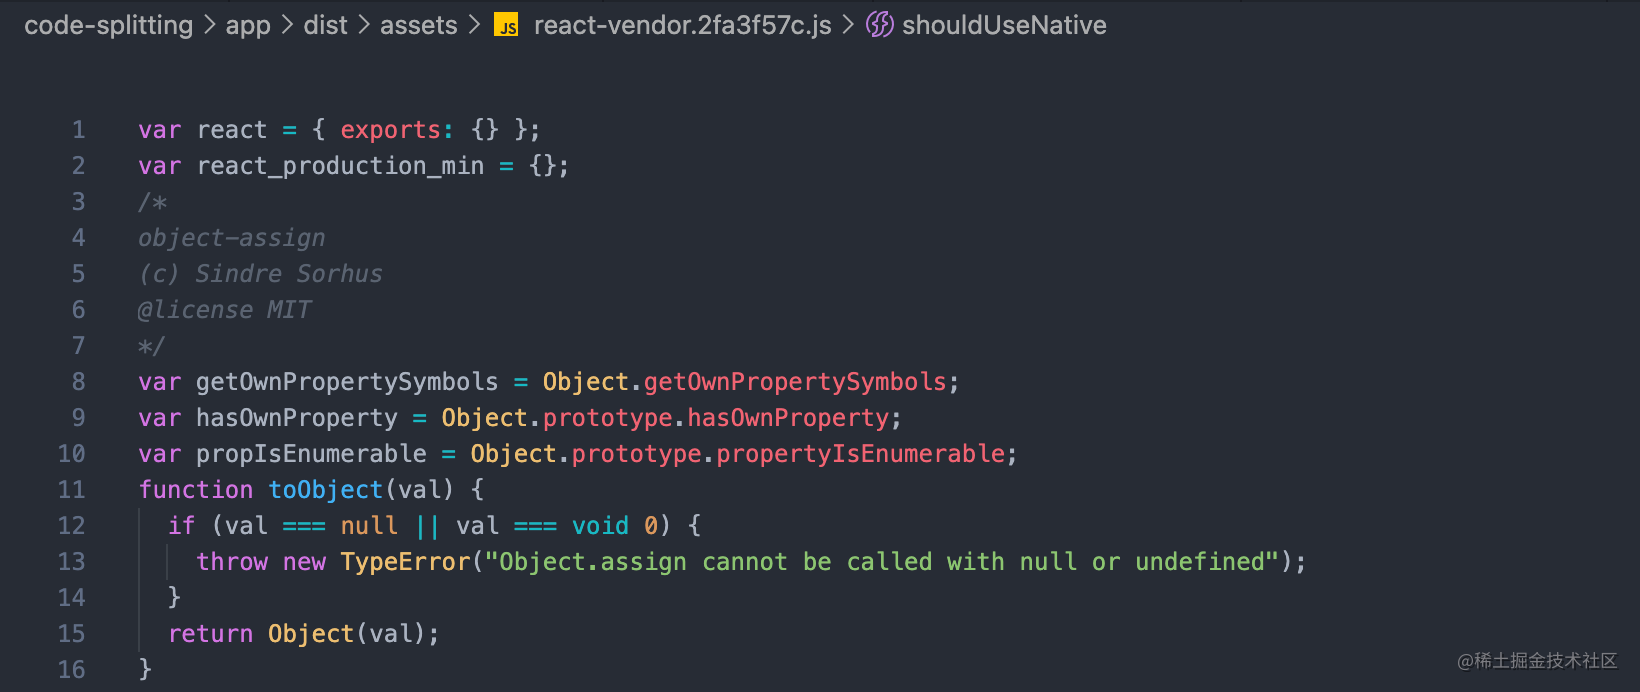 code-splitting > app > dist > assets > JS react-vendor.2fa3f57c.js > shouldUseNative
1 var react = { exports: {} };
2 var react_production_min = {};
3 /*
4 object-assign
5 (c) Sindre Sorhus
6 @license MIT
7 */
8 var getOwnPropertySymbols = Object.getOwnPropertySymbols;
9 var hasOwnProperty = Object.prototype.hasOwnProperty;
10 var propIsEnumerable = Object.prototype.propertyIsEnumerable;
11 function toObject(val) {
12 if (val === null || val === void 0) {
13 throw new TypeError("Object.assign cannot be called with null or undefined");
14 }
15 return Object(val);
16 }
@稀土掘金技术社区